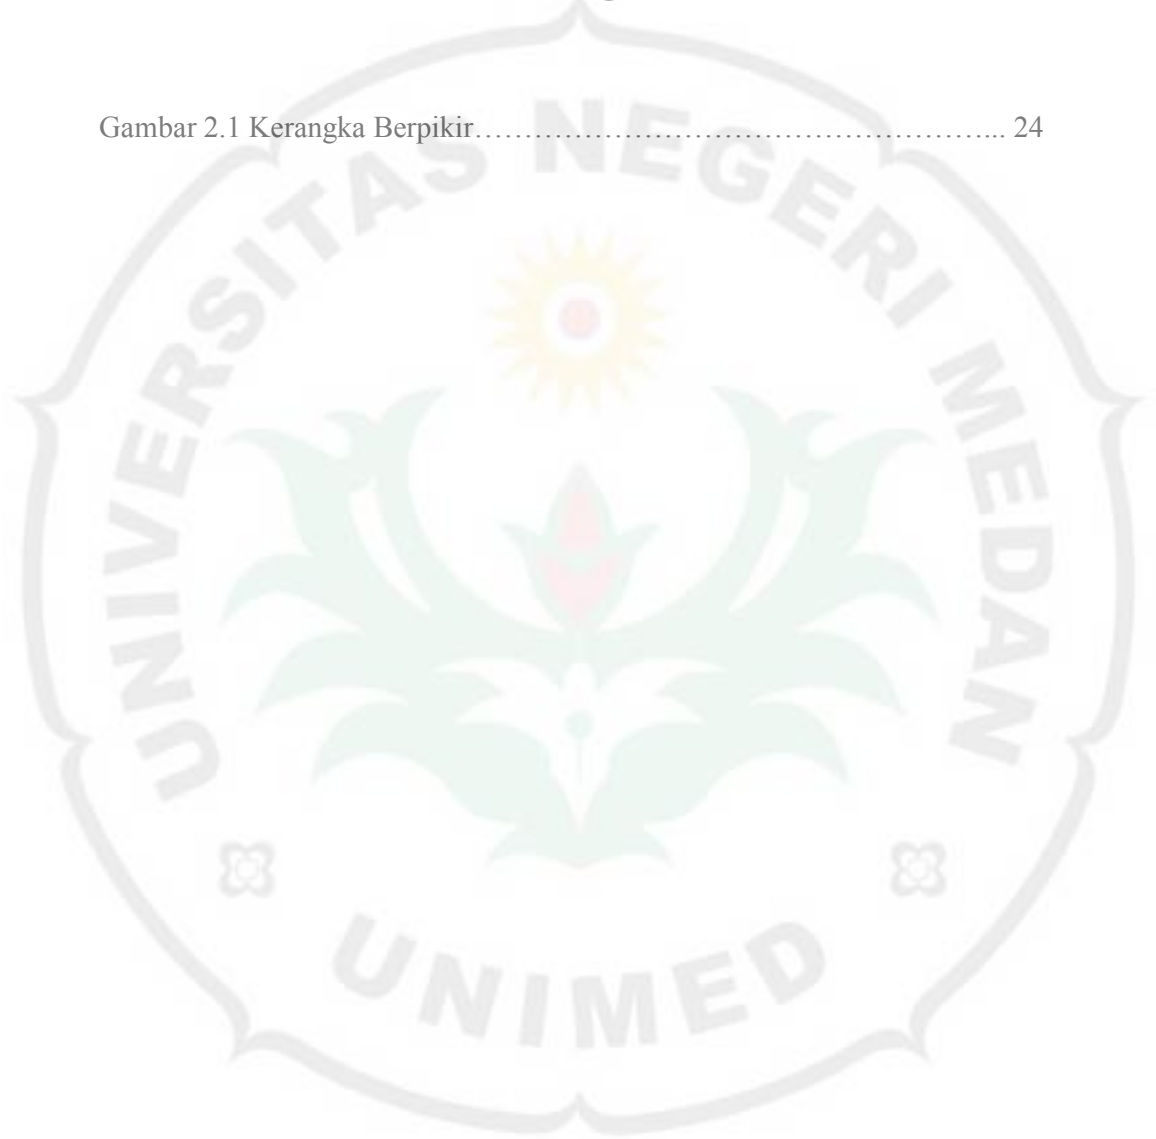 Gambar 2.1 Kerangka Berpikir……………………………………………... 24
UNIVERSITAS NEGERI MEDAN
UNIMED